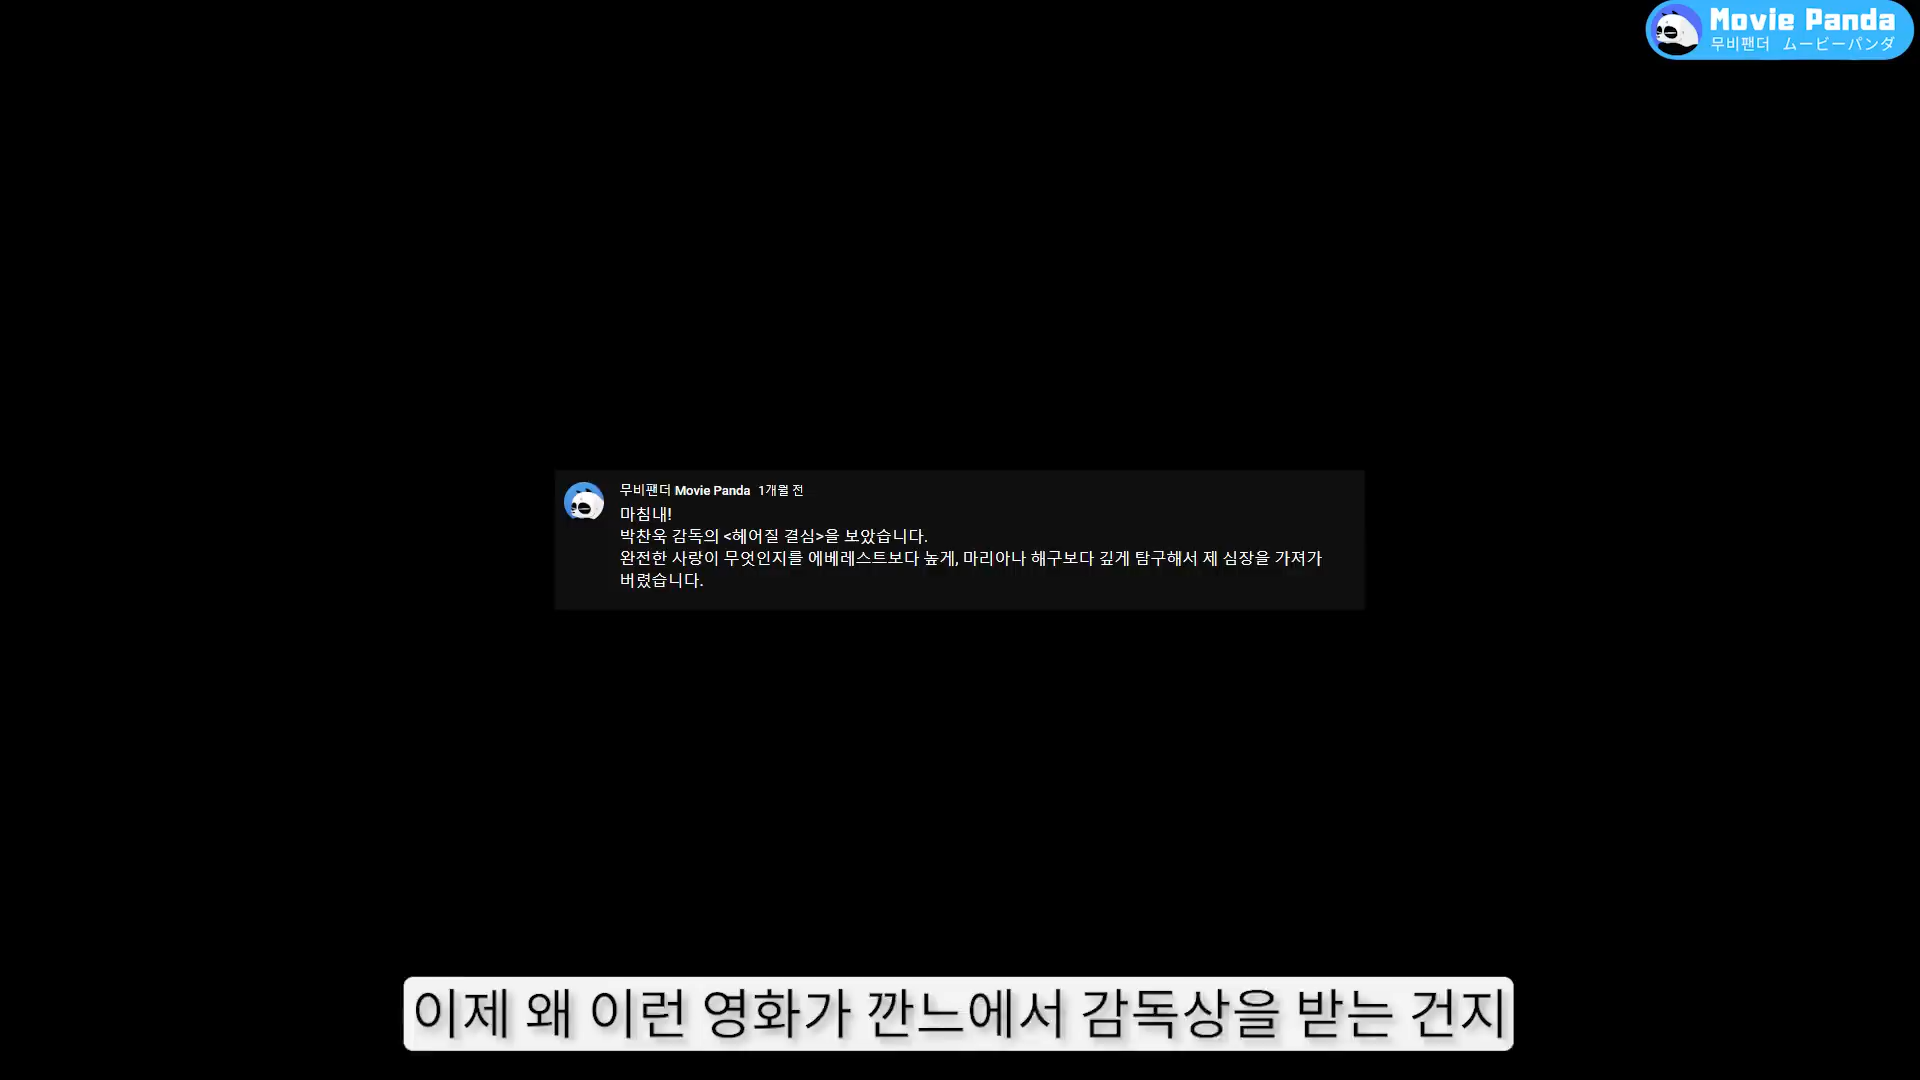 Movie Panda
무비팬더 ムービーパンダ
무비팬더 Movie Panda 1개월 전
마침내!
박찬욱 감독의 <헤어질 결심>을 보았습니다.
완전한 사랑이 무엇인지를 에베레스트보다 높게, 마리아나 해구보다 깊게 탐구해서 제 심장을 가져가
버렸습니다.
이제 왜 이런 영화가 깐느에서 감독상을 받는 건지